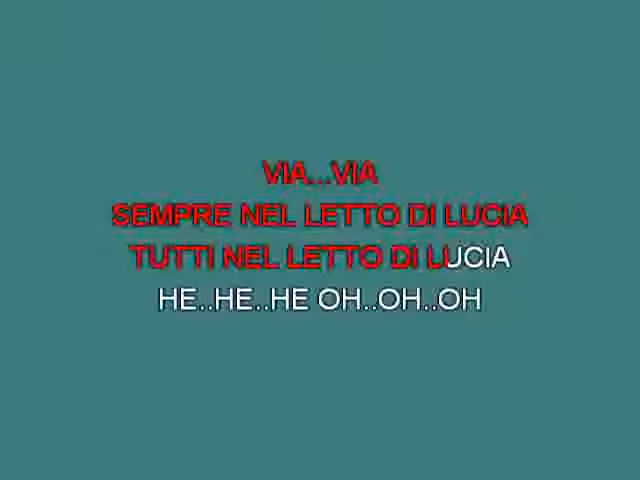 VIA...VIA
SEMPRE NEL LETTO DI LUCIA
TUTTI NEL LETTO DI LUCIA
HE..HE..HE OH..OH..OH